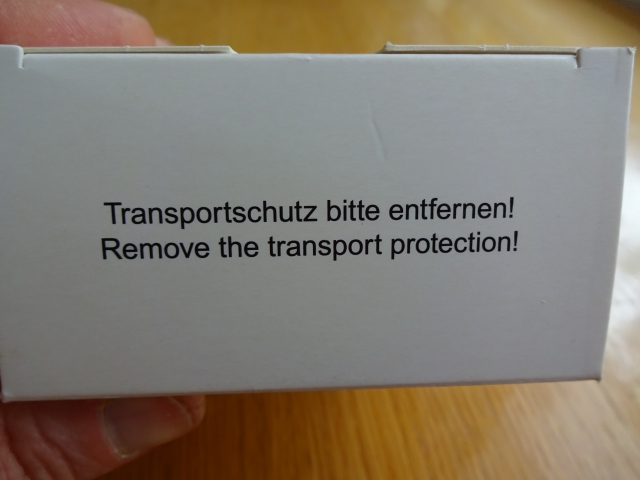 Transportschutz bitte entfernen!
Remove the transport protection!